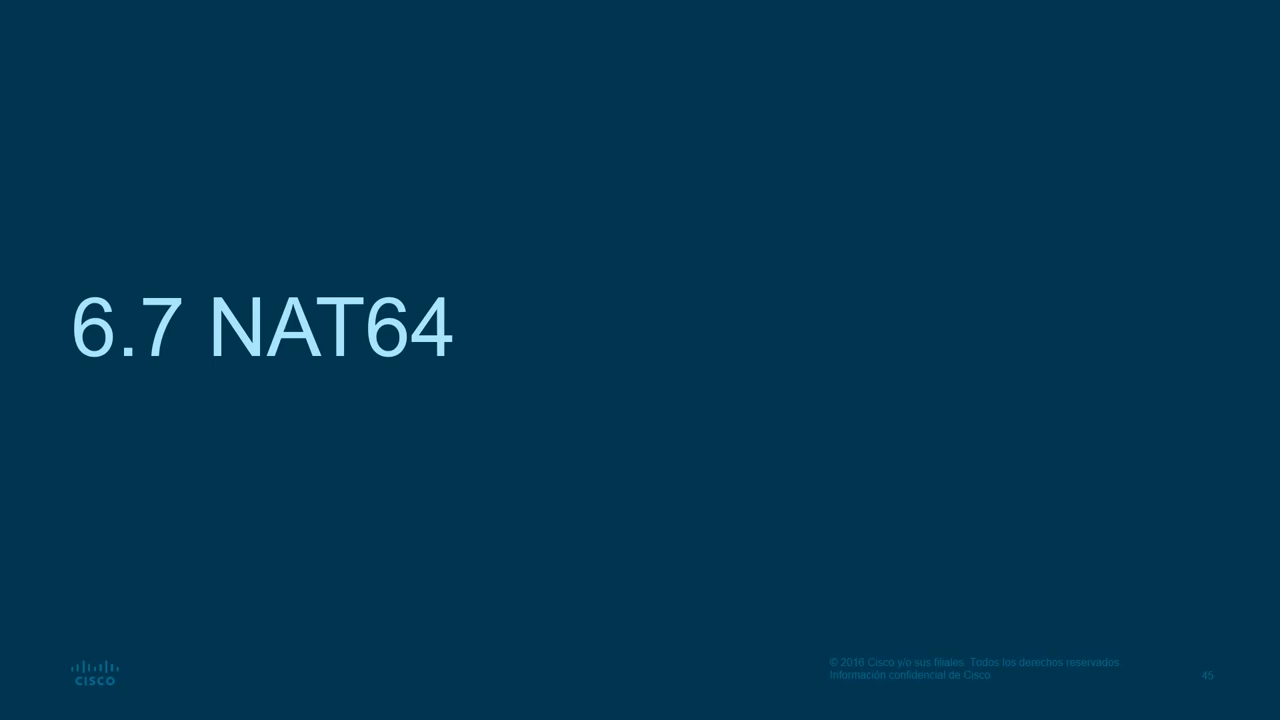 6.7 NAT64
CISCO
© 2016 Cisco y/o sus filiales. Todos los derechos reservados.
Información confidencial de Cisco
45